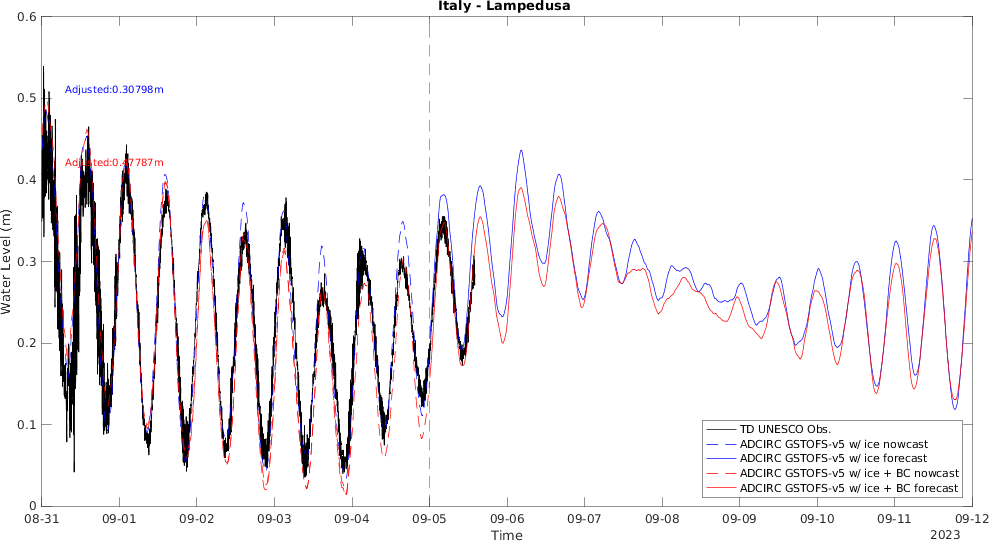 Italy - Lampedusa
0.6
0.5
0.4
0.3
0.2
0.1
0
Water Level (m)
Adjusted:0.30798m
Adjusted:0.47787m
TD UNESCO Obs.
ADCIRC GSTOFS-v5 w/ ice nowcast
ADCIRC GSTOFS-v5 w/ ice forecast
ADCIRC GSTOFS-v5 w/ ice + BC nowcast
ADCIRC GSTOFS-v5 w/ ice + BC forecast
08-31 09-01 09-02 09-03 09-04 09-05 09-06 09-07 09-08 09-09 09-10 09-11 09-12
Time
2023